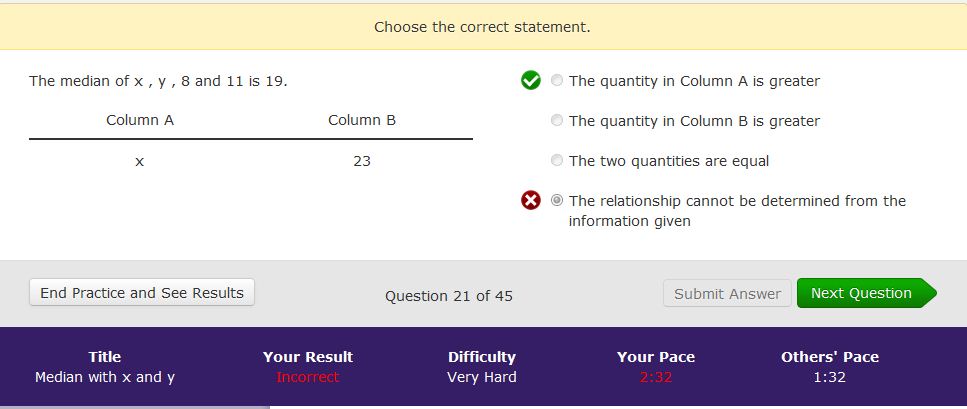 Choose the correct statement.
The median of x , y , 8 and 11 is 19.
Column A Column B
x 23
The quantity in Column A is greater
The quantity in Column B is greater
The two quantities are equal
The relationship cannot be determined from the
information given
End Practice and See Results Question 21 of 45 Submit Answer Next Question
Title Your Result Difficulty Your Pace Others' Pace
Median with x and y Incorrect Very Hard 2:32 1:32